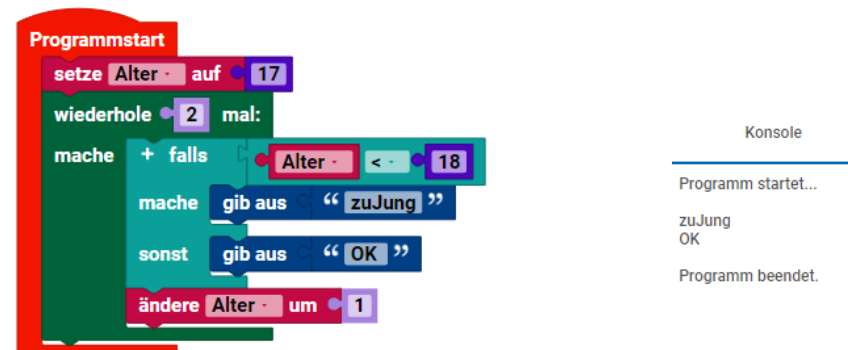 Programmstart
setze Alter auf 17
wiederhole 2 mal:
mache + falls Alter < 18
mache gib aus “ zuJung ”
sonst gib aus “ OK ”
ändere Alter um 1
Konsole
Programm startet...
zuJung
OK
Programm beendet.